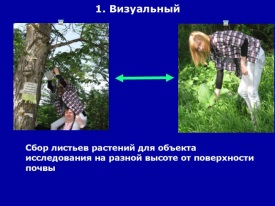 1. Визуальный
Сбор листьев растений для объекта
исследования на разной высоте от поверхности
почвы